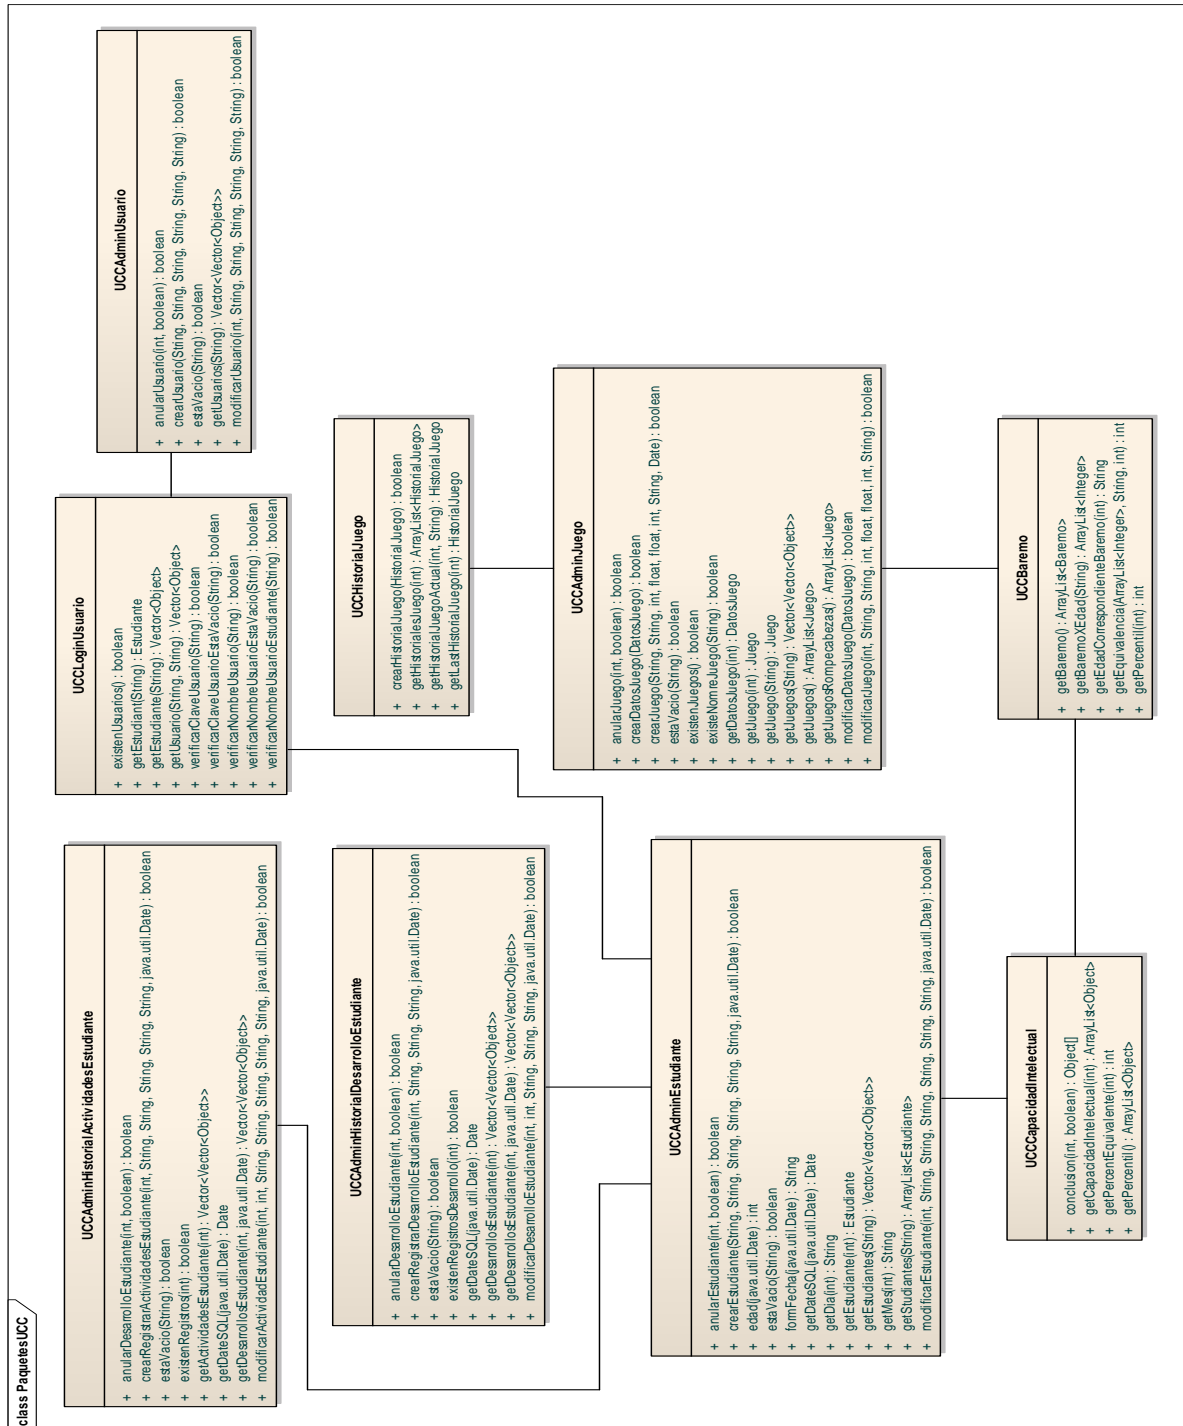 class PaquetesUCC
UCCAdminHistorialActividadesEstudiante
+ anularDesarrolloEstudiante(int, boolean) : boolean
+ crearRegistrarActividadesEstudiante(int, String, String, String, String, java.util.Date) : boolean
+ estaVacio(String) : boolean
+ existenRegistros(int) : boolean
+ getActividadesEstudiante(int) : Vector<Vector<Object>>
+ getDateSQL(java.util.Date) : Date
+ getDesarrollosEstudiante(int, java.util.Date) : Vector<Vector<Object>>
+ modificarActividadEstudiante(int, int, String, String, String, String, java.util.Date) : boolean
UCCLoginUsuario
+ existenUsuarios() : boolean
+ getEstudiant(String) : Estudiante
+ getEstudiante(String) : Vector<Object>
+ getUsuario(String, String) : Vector<Object>
+ verificarClaveUsuario(String) : boolean
+ verificarClaveUsuarioEstaVacio(String) : boolean
+ verificarNombreUsuario(String) : boolean
+ verificarNombreUsuarioEstaVacio(String) : boolean
+ verificarNombreUsuarioEstudiante(String) : boolean
UCCAdminUsuario
+ anularUsuario(int, boolean) : boolean
+ crearUsuario(String, String, String, String, String) : boolean
+ estaVacio(String) : boolean
+ getUsuarios(String) : Vector<Vector<Object>>
+ modificarUsuario(int, String, String, String, String, String) : boolean
UCCAdminHistorialDesarrolloEstudiante
+ anularDesarrolloEstudiante(int, boolean) : boolean
+ crearRegistrarDesarrolloEstudiante(int, String, String, java.util.Date) : boolean
+ estaVacio(String) : boolean
+ existenRegistrosDesarrollo(int) : boolean
+ getDateSQL(java.util.Date) : Date
+ getDesarrollosEstudiante(int) : Vector<Vector<Object>>
+ getDesarrollosEstudiante(int, java.util.Date) : Vector<Vector<Object>>
+ modificarDesarrolloEstudiante(int, int, String, String, java.util.Date) : boolean
UCCHistorialJuego
+ crearHistorialJuego(HistorialJuego) : boolean
+ getHistorialesJuego(int) : ArrayList<HistorialJuego>
+ getHistorialJuegoActual(int, String) : HistorialJuego
+ getLastHistorialJuego(int) : HistorialJuego
UCCAdminEstudiante
+ anularEstudiante(int, boolean) : boolean
+ crearEstudiante(String, String, String, String, String, java.util.Date) : boolean
+ edad(java.util.Date) : int
+ estaVacio(String) : boolean
+ formFecha(java.util.Date) : String
+ getDateSQL(java.util.Date) : Date
+ getDia(int) : String
+ getEstudiante(int) : Estudiante
+ getEstudiantes(String) : Vector<Vector<Object>>
+ getMes(int) : String
+ getStudiantes(String) : ArrayList<Estudiante>
+ modificarEstudiante(int, String, String, String, String, String, java.util.Date) : boolean
UCCAdminJuego
+ anularJuego(int, boolean) : boolean
+ crearDatosJuego(DatosJuego) : boolean
+ crearJuego(String, String, int, float, float, int, String, Date) : boolean
+ estaVacio(String) : boolean
+ existenJuegos() : boolean
+ existeNomreJuego(String) : boolean
+ getDatosJuego(int) : DatosJuego
+ getJuego(int) : Juego
+ getJuego(String) : Juego
+ getJuegos(String) : Vector<Vector<Object>>
+ getJuegos() : ArrayList<Juego>
+ getJuegosRompecabeza() : ArrayList<Juego>
+ modificarDatosJuego(DatosJuego) : boolean
+ modificarJuego(int, String, String, int, float, float, int, String) : boolean
UCCCapacidadIntelectual
+ conclusion(int, boolean) : Object[]
+ getCapacidadIntelectual(int) : ArrayList<Object>
+ getPercentEquivalente(int) : int
+ getPercentil() : ArrayList<Object>
UCCBaremo
+ getBaremo() : ArrayList<Baremo>
+ getBaremoXEdad(String) : ArrayList<Integer>
+ getEdadCorrespondienteBaremo(int) : String
+ getEquivalencia(ArrayList<Integer>, String, int) : int
+ getPercentil(int) : int